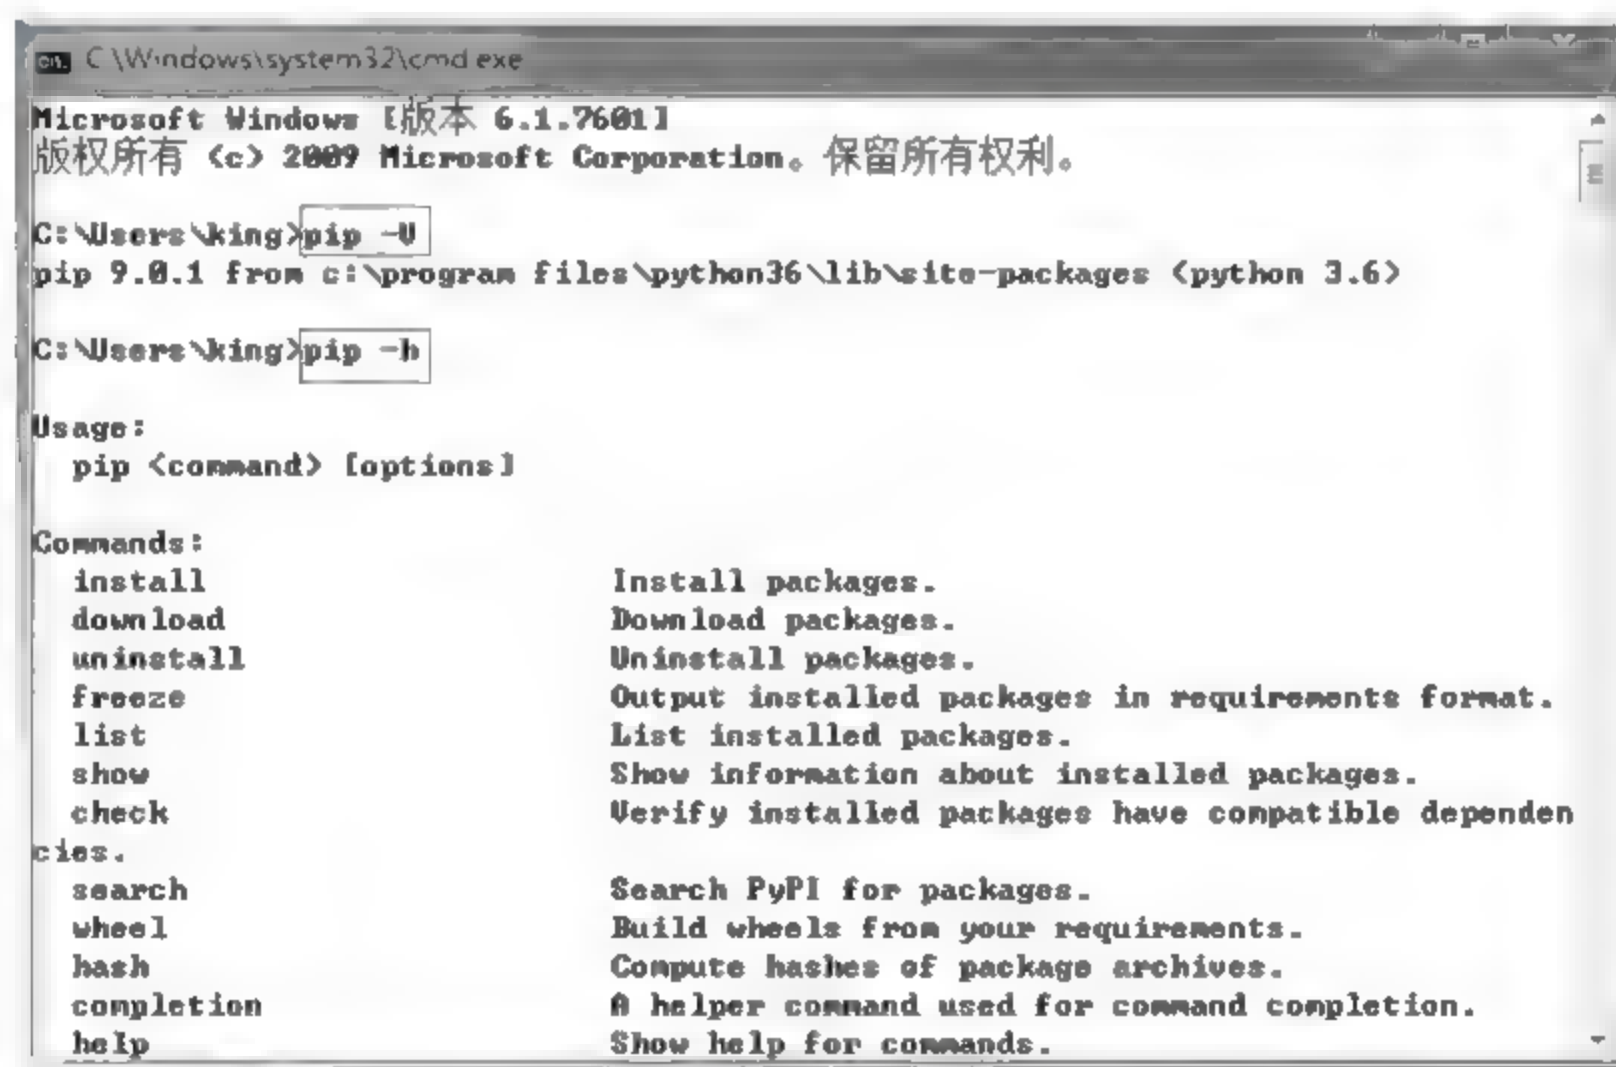 C:\Windows\system32\cmd.exe
Microsoft Windows [版本 6.1.7601]
版权所有 (c) 2009 Microsoft Corporation。保留所有权利。
C:\Users\king>pip -V
pip 9.0.1 from c:\program files\python36\lib\site-packages (python 3.6)
C:\Users\king>pip -h
Usage:
pip <command> [options]
Commands:
install Install packages.
download Download packages.
uninstall Uninstall packages.
freeze Output installed packages in requirements format.
list List installed packages.
show Show information about installed packages.
check Verify installed packages have compatible dependen
cies.
search Search PyPI for packages.
wheel Build wheels from your requirements.
hash Compute hashes of package archives.
completion A helper command used for command completion.
help Show help for commands.